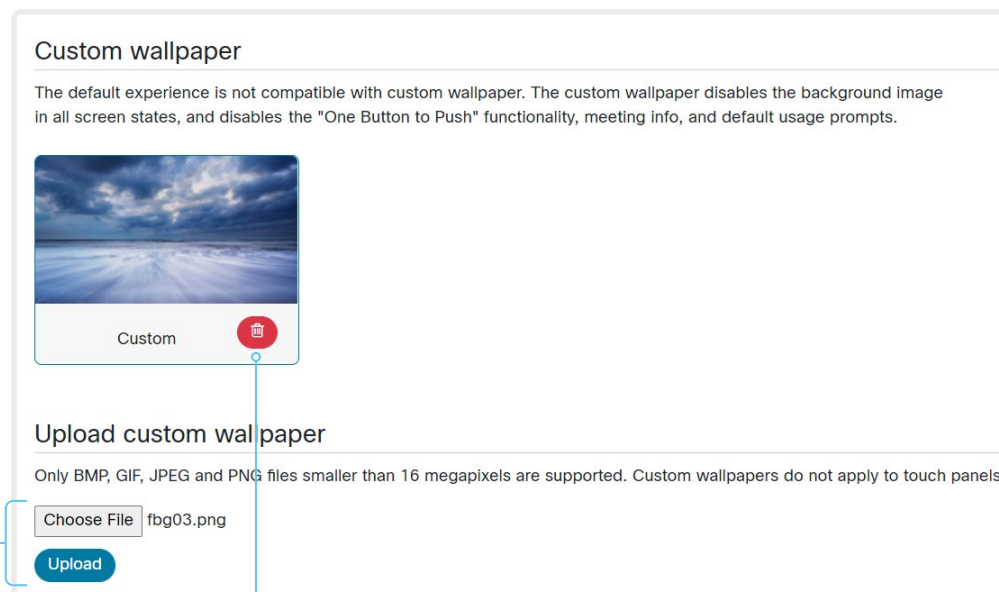 Custom wallpaper
The default experience is not compatible with custom wallpaper. The custom wallpaper disables the background image
in all screen states, and disables the "One Button to Push" functionality, meeting info, and default usage prompts.
Custom
Upload custom wallpaper
Only BMP, GIF, JPEG and PNG files smaller than 16 megapixels are supported. Custom wallpapers do not apply to touch panels
Choose File fbg03.png
Upload